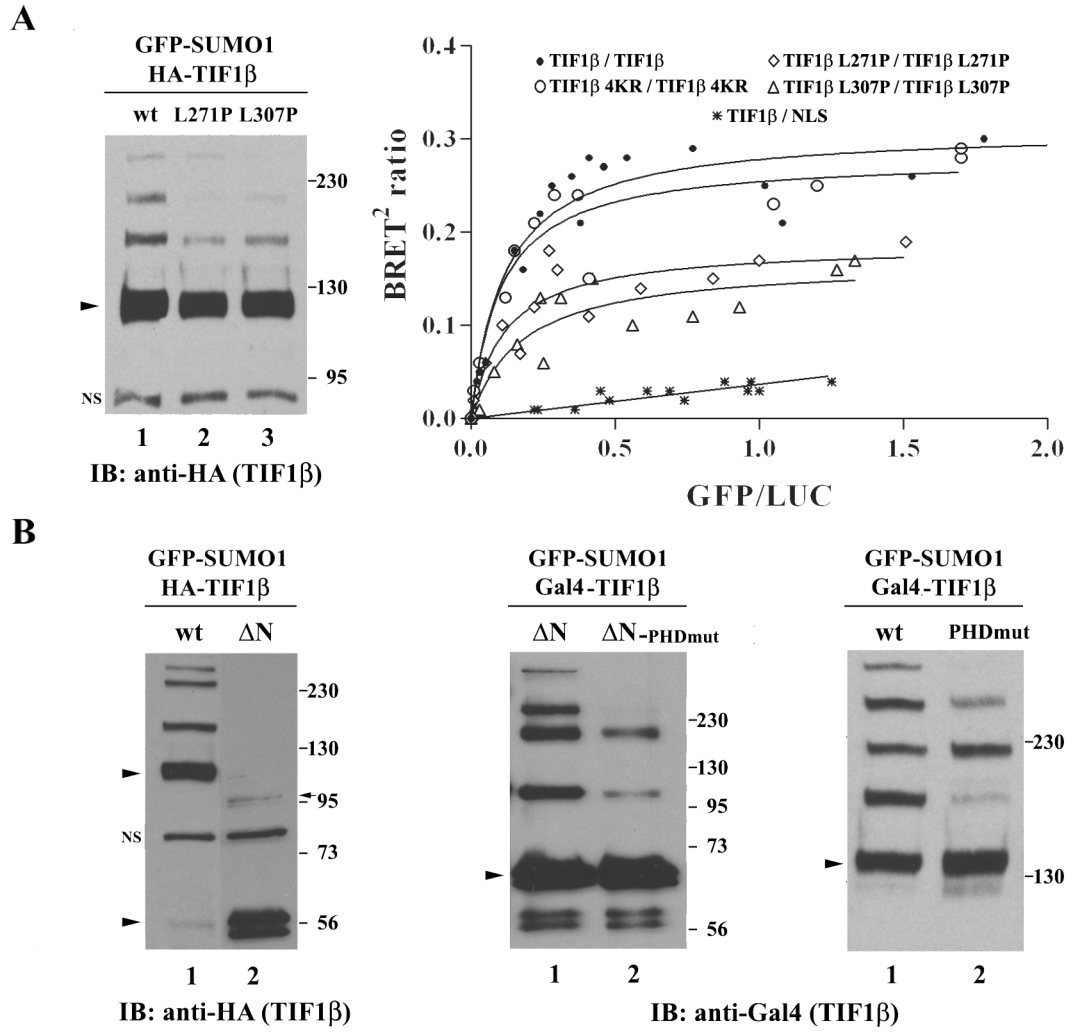 A
GFP-SUMO1
HA-TIF1β
wt L271P L307P
230
130
95
NS
1 2 3
IB: anti-HA (TIF1β)
BRET² ratio
0.4
0.3
0.2
0.1
0.0
0.0 0.5 1.0 1.5 2.0
GFP/LUC
TIF1β / TIF1β
TIF1β 4KR / TIF1β 4KR
TIF1β L271P / TIF1β L271P
TIF1β L307P / TIF1β L307P
TIF1β / NLS
B
GFP-SUMO1
HA-TIF1β
wt ΔN
230
130
95
NS
73
56
1 2
IB: anti-HA (TIF1β)
GFP-SUMO1
Gal4-TIF1β
ΔN ΔN-PHDmut
230
130
95
73
56
1 2
GFP-SUMO1
Gal4-TIF1β
wt PHDmut
230
130
1 2
IB: anti-Gal4 (TIF1β)